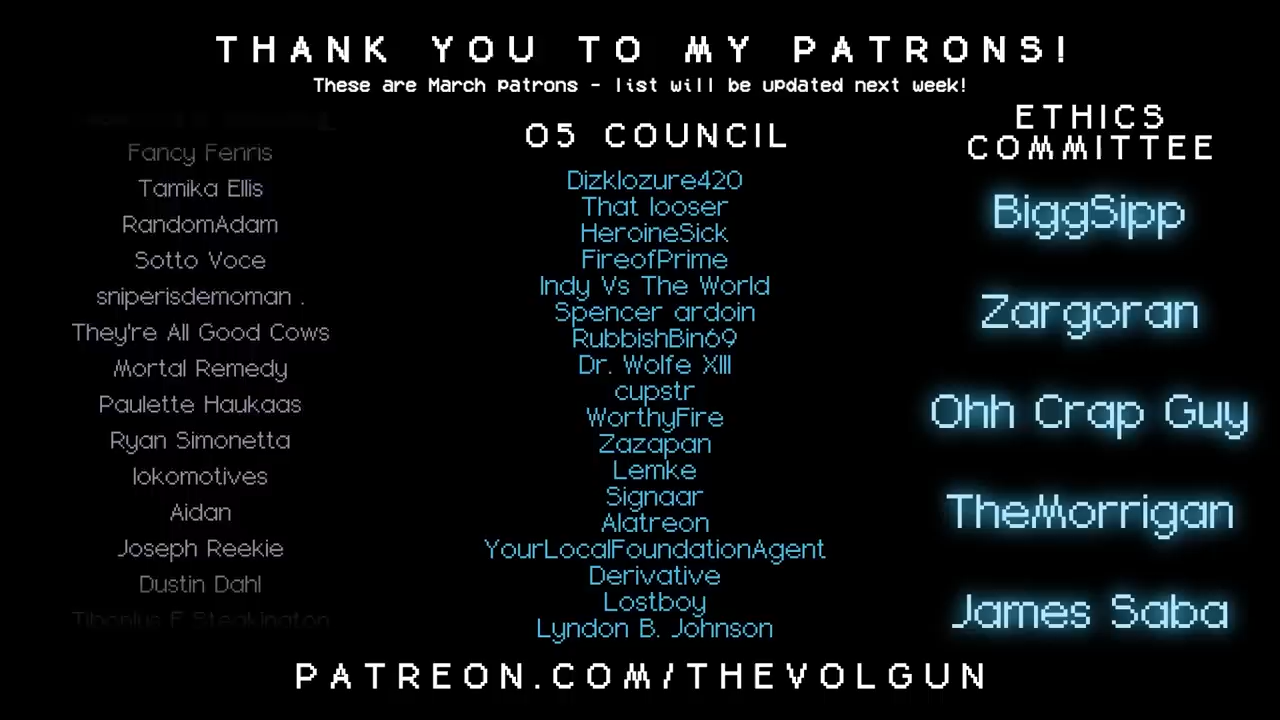 THANK YOU TO MY PATRONS!
These are March patrons - list will be updated next week!
Fancy Fenris
Tamika Ellis
RandomAdam
Sotto Voce
sniperisdemoman .
They're All Good Cows
Mortal Remedy
Paulette Haukaas
Ryan Simonetta
lokomotives
Aidan
Joseph Reekie
Dustin Dahl
O5 COUNCIL
Dizklozure420
That looser
HeroineSick
FireofPrime
Indy Vs The World
Spencer ardoin
RubbishBin69
Dr. Wolfe XIII
cupstr
WorthyFire
Zazapan
Lemke
Signaar
Alatreon
YourLocalFoundationAgent
Derivative
Lostboy
Lyndon B. Johnson
ETHICS
COMMITTEE
BiggSipp
Zargoran
Ohh Crap Guy
TheMorrigan
James Saba
PATREON.COM/THEVOLGUN